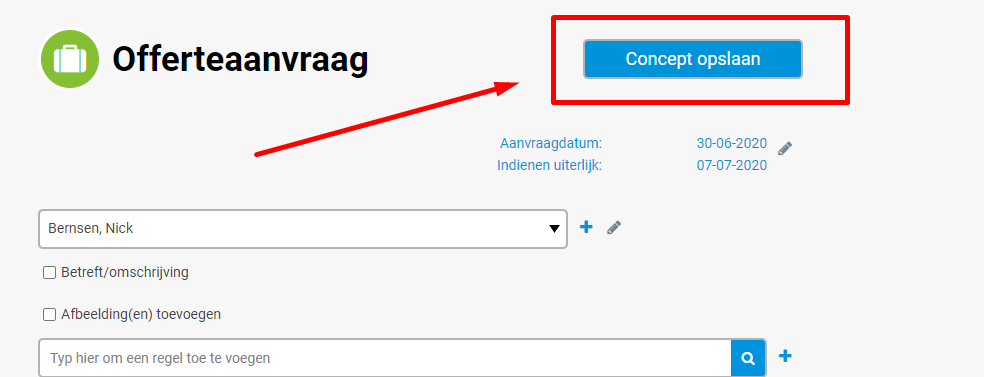 Offerteaanvraag
Concept opslaan
Aanvraagdatum: 30-06-2020
Indienen uiterlijk: 07-07-2020
Bernsen, Nick
Betreft/omschrijving
Afbeelding(en) toevoegen
Typ hier om een regel toe te voegen